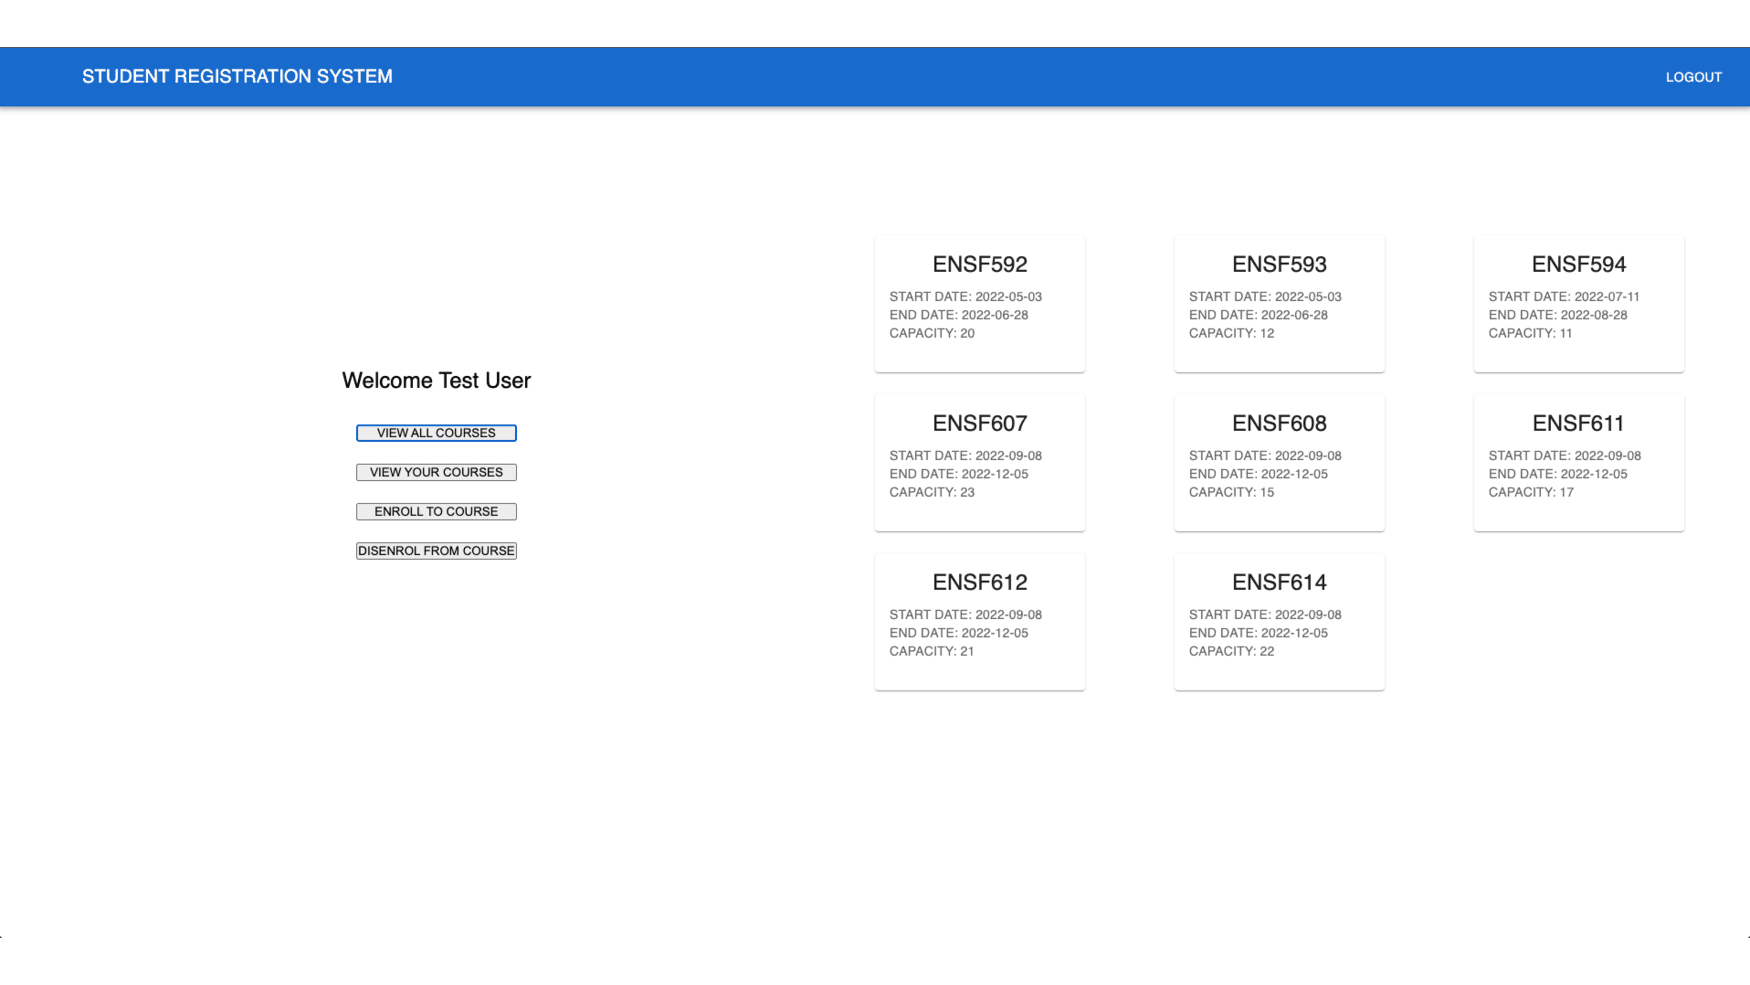 STUDENT REGISTRATION SYSTEM
LOGOUT
Welcome Test User
VIEW ALL COURSES
VIEW YOUR COURSES
ENROLL TO COURSE
DISENROL FROM COURSE
ENSF592
START DATE: 2022-05-03
END DATE: 2022-06-28
CAPACITY: 20
ENSF593
START DATE: 2022-05-03
END DATE: 2022-06-28
CAPACITY: 12
ENSF594
START DATE: 2022-07-11
END DATE: 2022-08-28
CAPACITY: 11
ENSF607
START DATE: 2022-09-08
END DATE: 2022-12-05
CAPACITY: 23
ENSF608
START DATE: 2022-09-08
END DATE: 2022-12-05
CAPACITY: 15
ENSF611
START DATE: 2022-09-08
END DATE: 2022-12-05
CAPACITY: 17
ENSF612
START DATE: 2022-09-08
END DATE: 2022-12-05
CAPACITY: 21
ENSF614
START DATE: 2022-09-08
END DATE: 2022-12-05
CAPACITY: 22